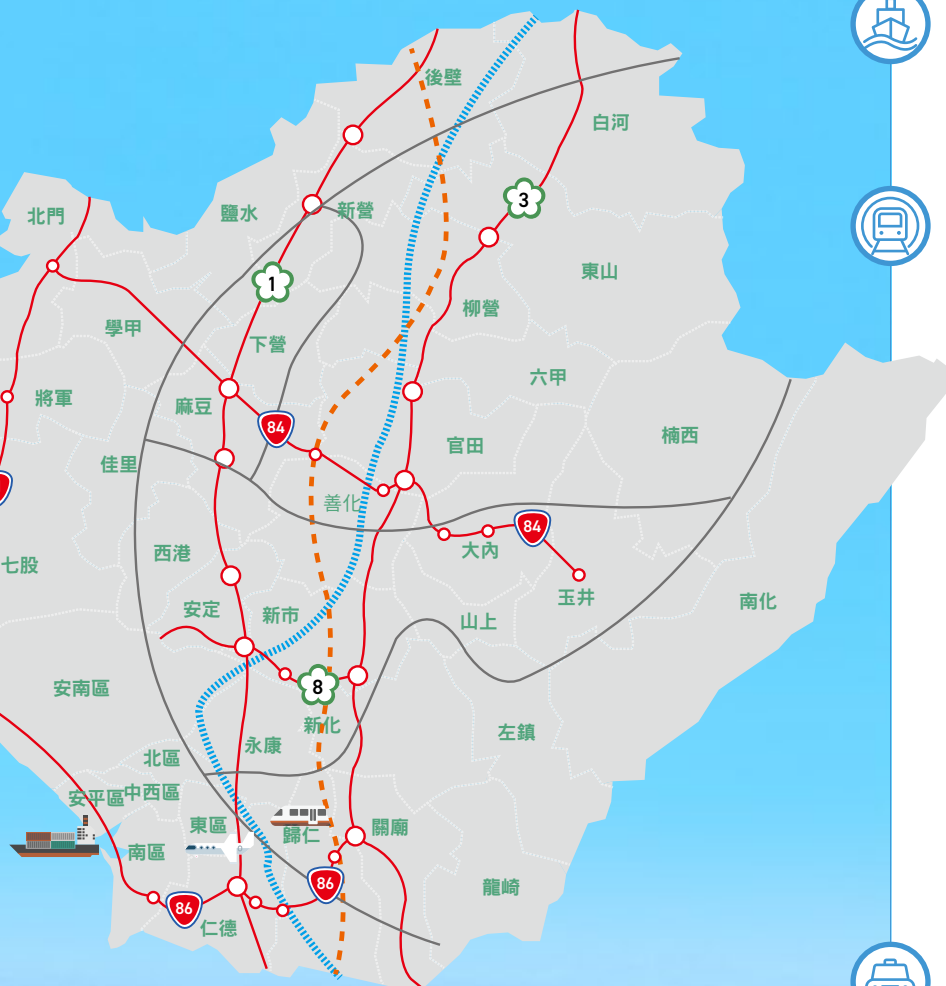 後壁
白河
3
北門
鹽水
新營
東山
1
柳營
學甲
下營
六甲
將軍
麻豆
84
官田
楠西
佳里
善化
84
西港
大內
七股
玉井
安定
新市
山上
南化
安南區
8
新化
左鎮
永康
北區
安平區
中西區
東區
歸仁
關廟
南區
86
龍崎
86
仁德